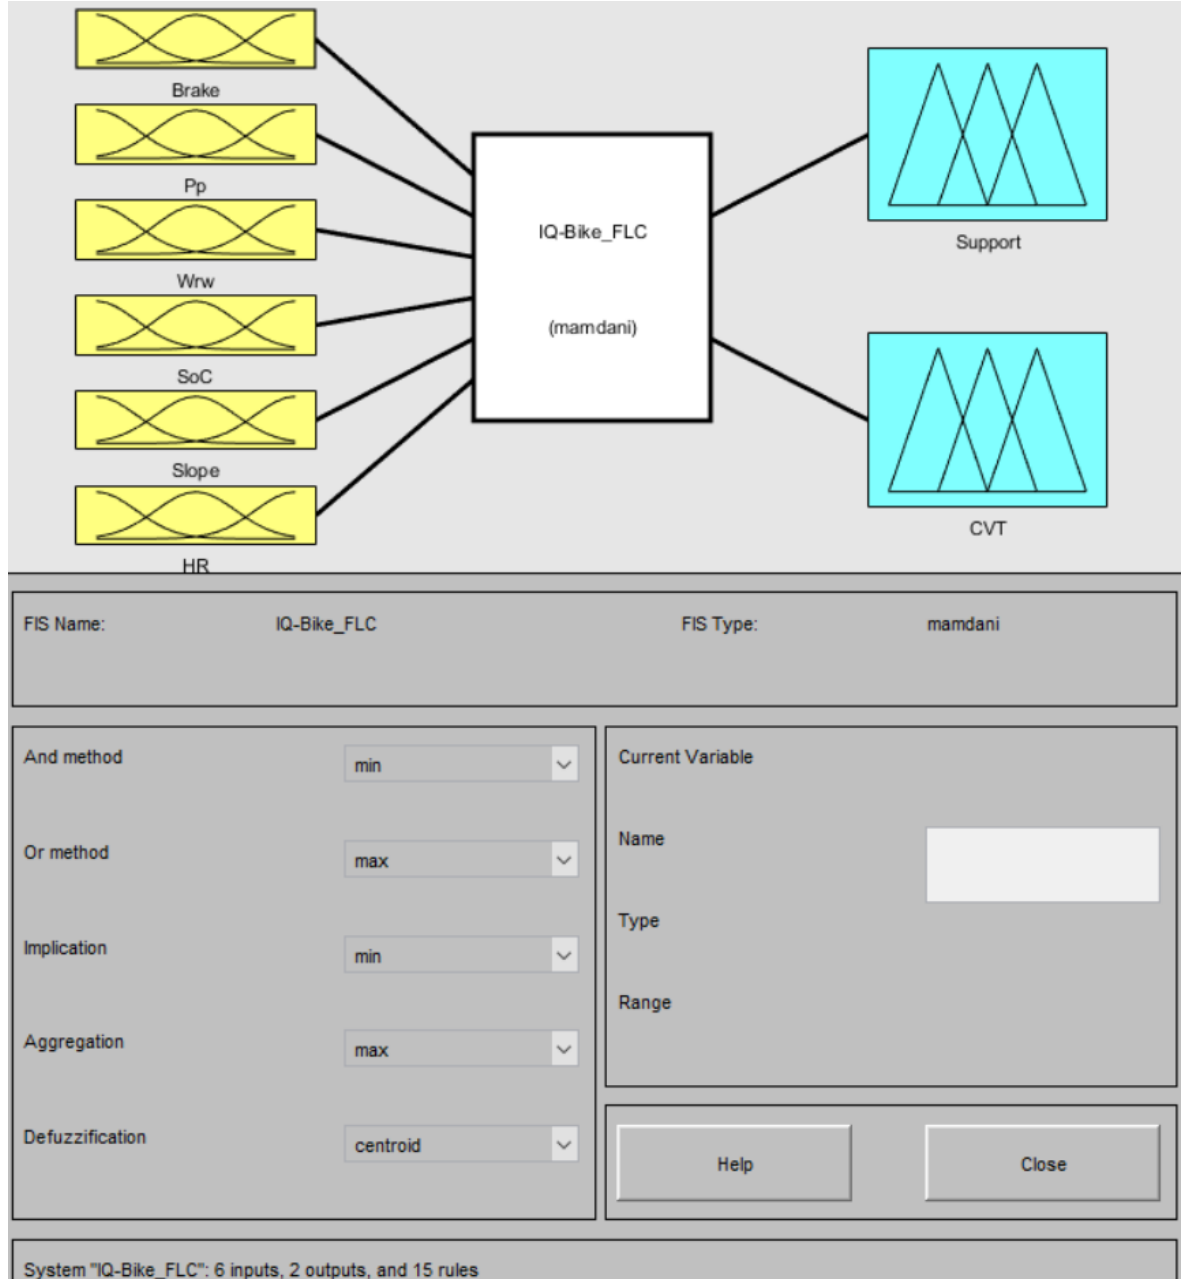 Brake
Pp
Wrw
SoC
Slope
HR
IQ-Bike_FLC
(mamdani)
Support
CVT
FIS Name: IQ-Bike_FLC FIS Type: mamdani
And method min
Or method max
Implication min
Aggregation max
Defuzzification centroid
Current Variable
Name
Type
Range
Help Close
System "IQ-Bike_FLC": 6 inputs, 2 outputs, and 15 rules